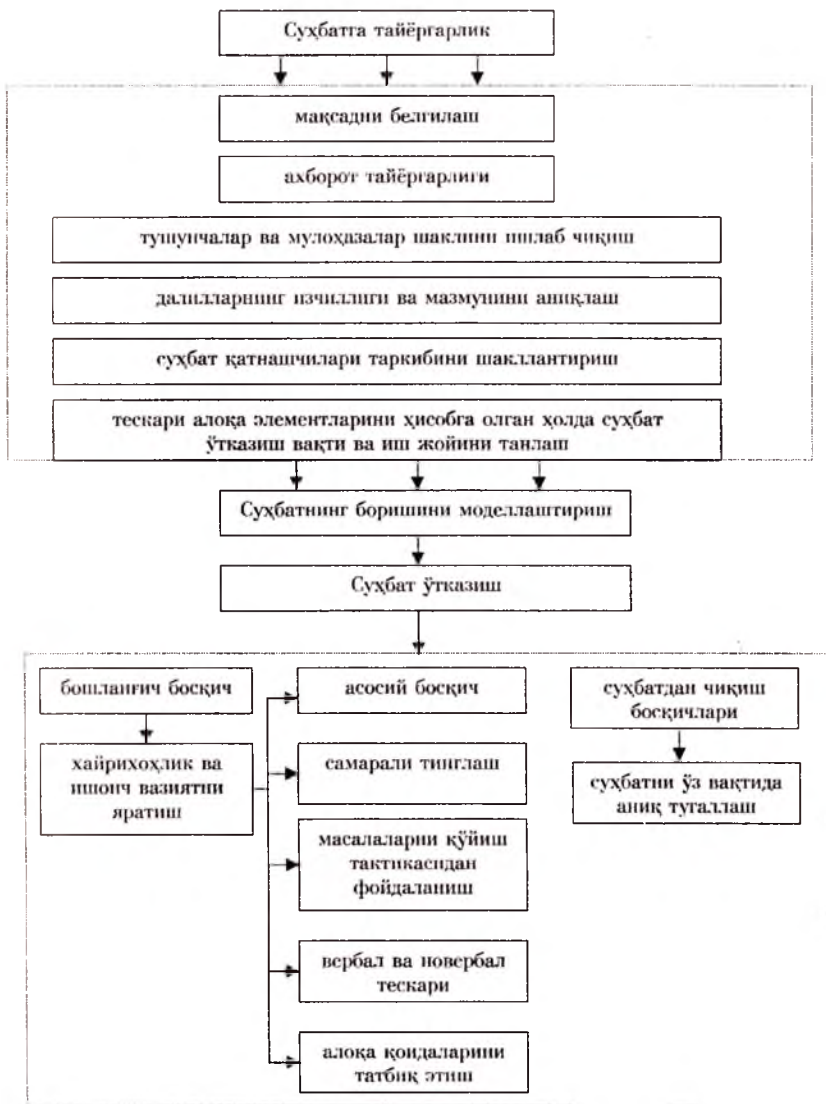 Суҳбатга тайёргарлик
мақсадни белгилаш
ахборот тайёргарлиги
тушунчалар ва мулоҳазалар шаклини ишлаб чиқиш
далилларнинг изчиллиги ва мазмунини аниқлаш
суҳбат қатнашчилари таркибини шакллантириш
тескари алоқа элементларини ҳисобга олган ҳолда суҳбат
ўтказиш вақти ва иш жойини танлаш
Суҳбатнинг боришини моделлаштириш
Суҳбат ўтказиш
бошланғич босқич
хайрихоҳлик ва
ишонч вазиятни
яратиш
асосий босқич
самарали тинглаш
масалаларни қўйиш
тактикасидан
фойдаланиш
вербал ва новербал
тескари
алоқа қоидаларини
татбиқ этиш
суҳбатдан чиқиш
босқичлари
суҳбатни ўз вақтида
аниқ тугаллаш